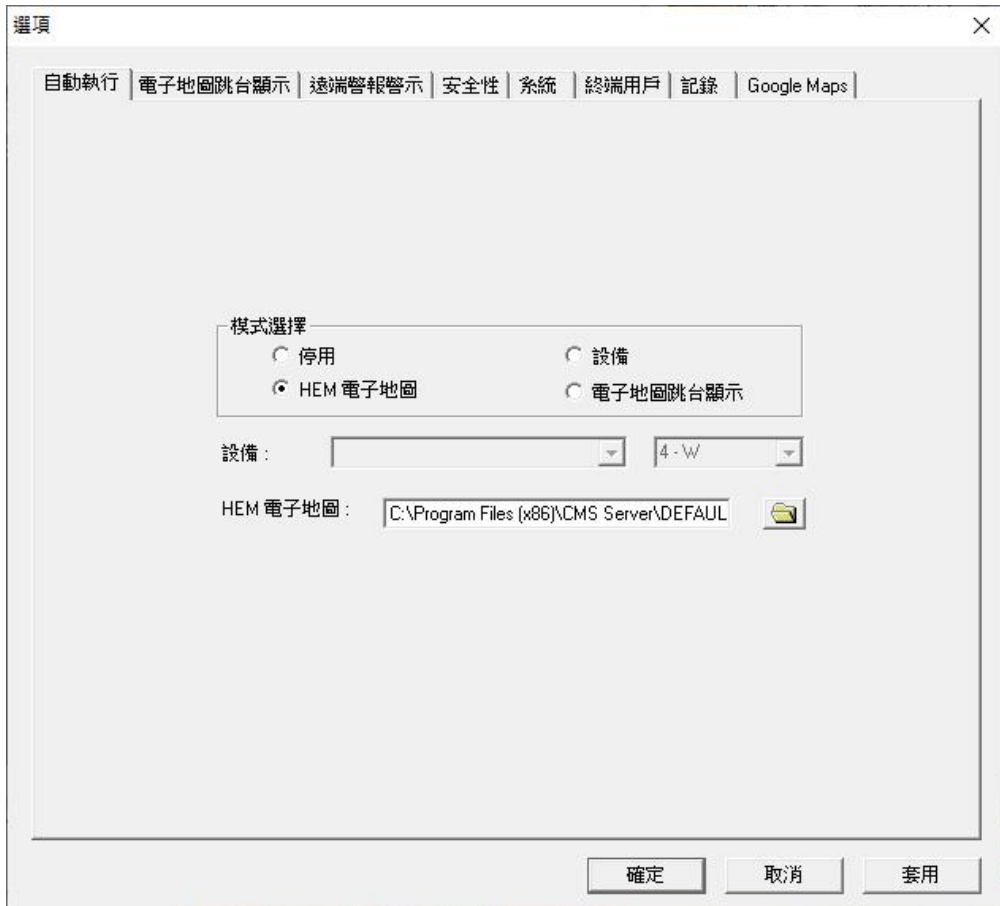 選項
自動執行 電子地圖跳台顯示 遠端警報警示 安全性 系統 終端用戶 記錄 Google Maps
模式選擇
停用 設備
HEM 電子地圖 電子地圖跳台顯示
設備 : 4 - W
HEM 電子地圖 : C:\Program Files (x86)\CMS Server\DEFAUL
確定 取消 套用